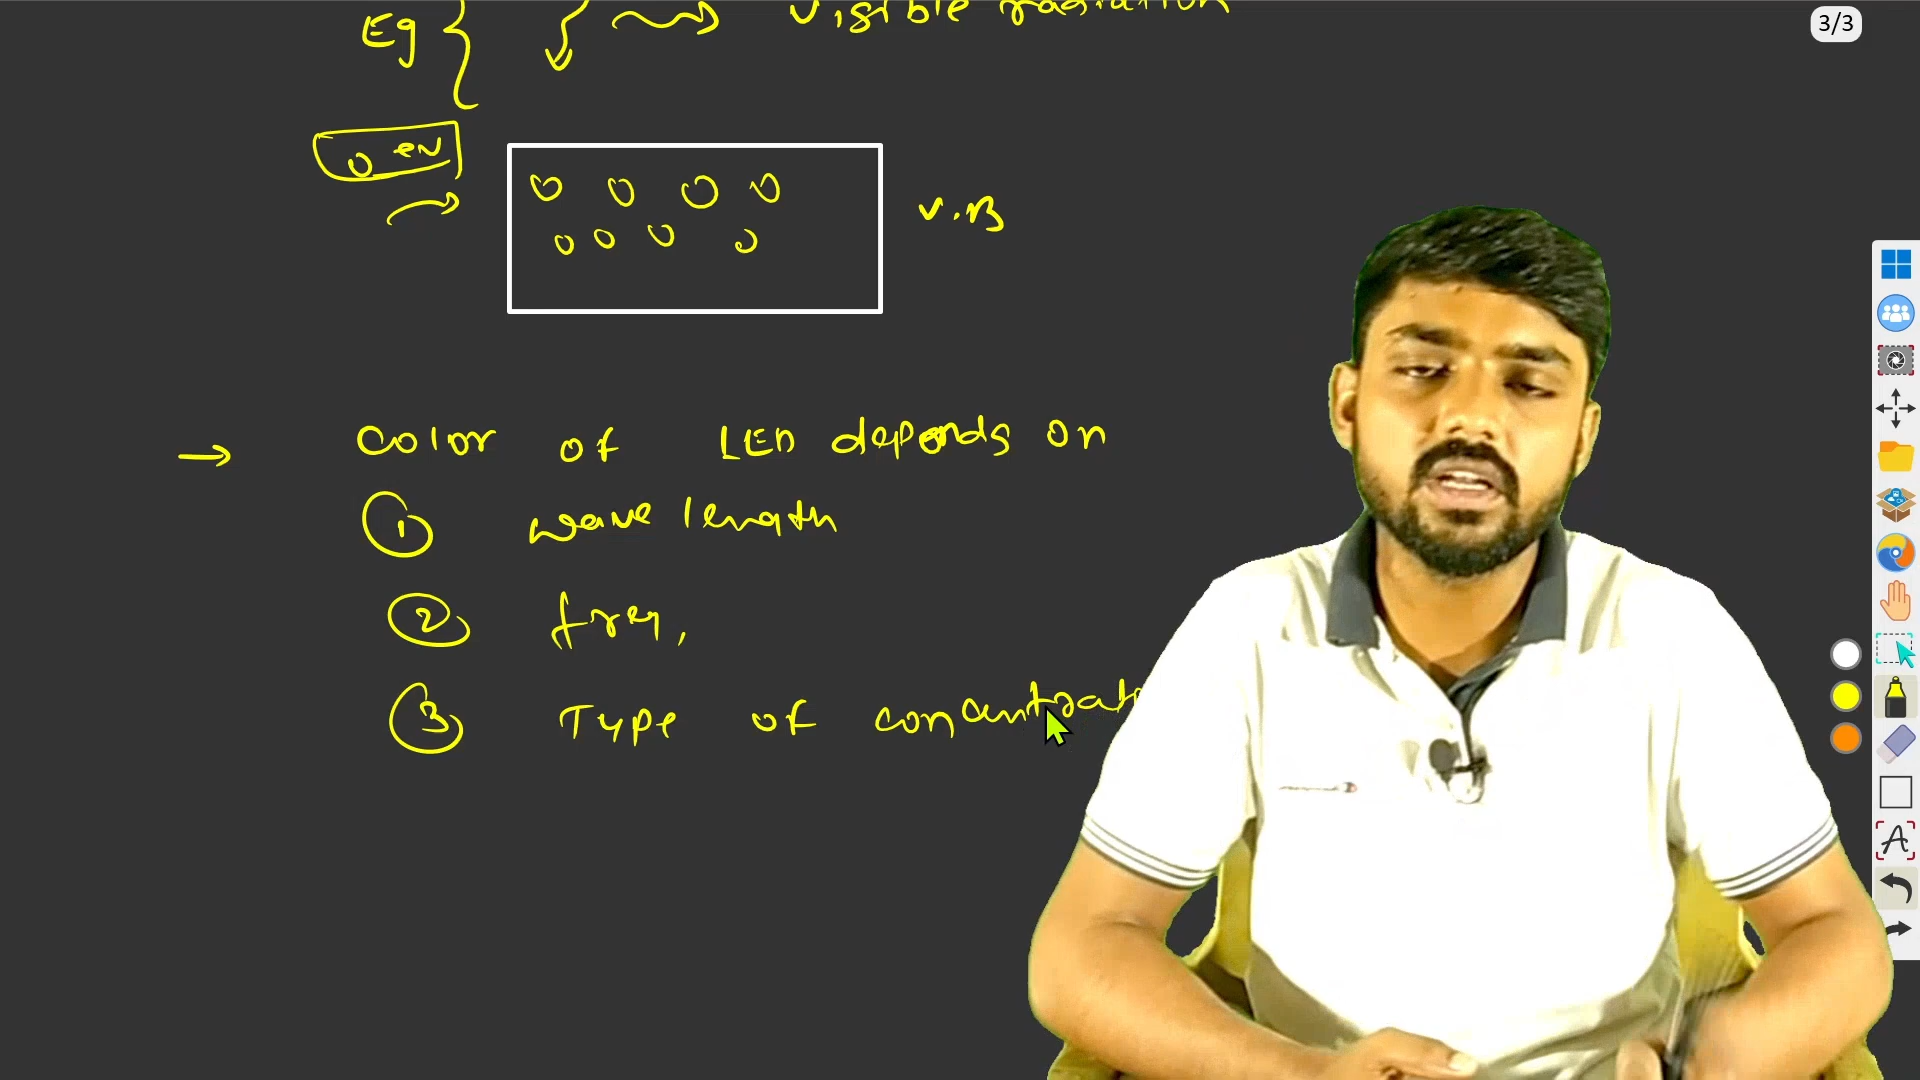 3/3
Eg visible radiation
0 eV
V.B
→ Color of LED depends on
1 wave length
2 freq,
3 Type of